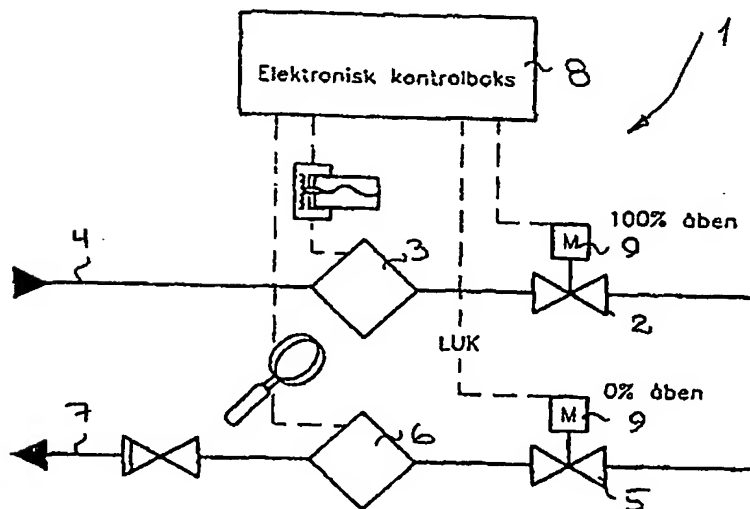 1
Elektronisk kontrolboks 8
4
3
100% åben
M 9
2
LUK
7
6
0% åben
M 9
5